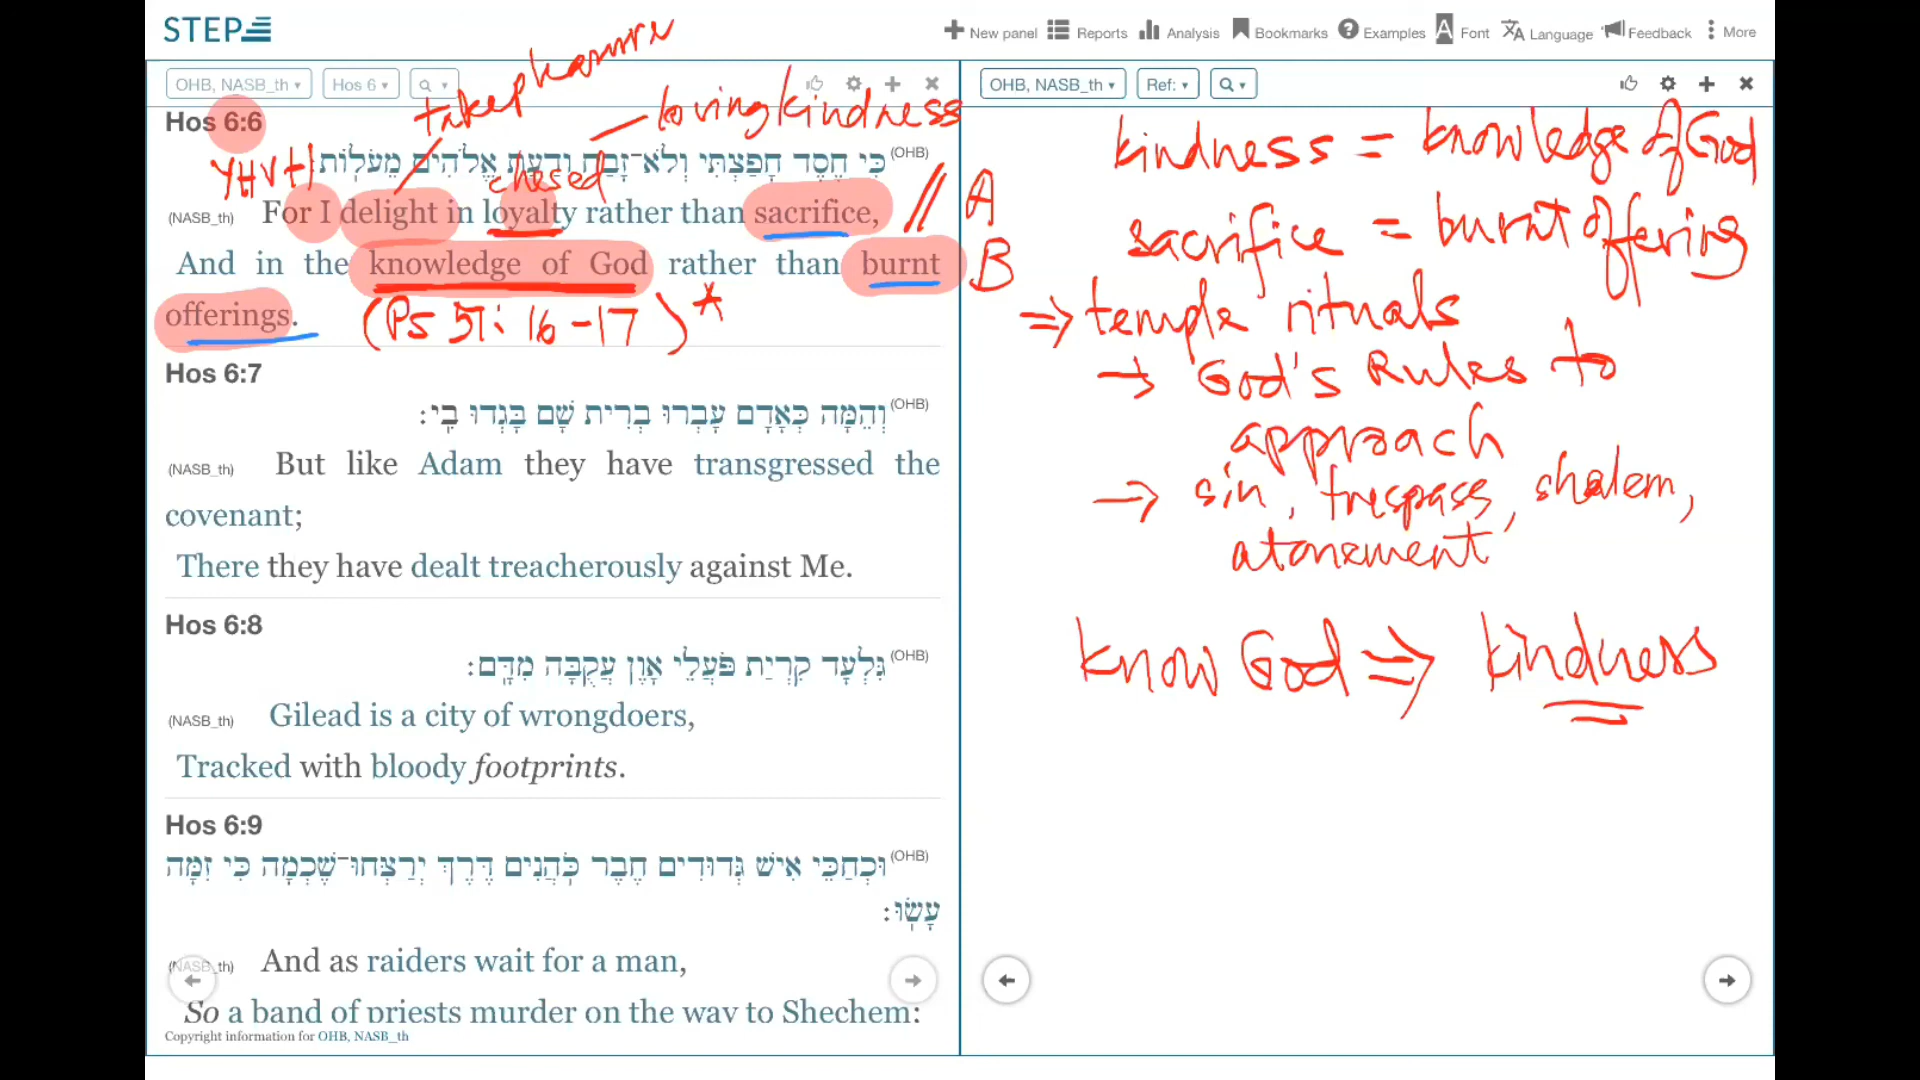 STEP
New panel Reports Analysis Bookmarks Examples Font Language Feedback More
OHB, NASB_th Hos 6
OHB, NASB_th Ref:
take pleasure
lovingkindness
Hos 6:6
(OHB) כִּי חֶסֶד חָפַצְתִּי וְלֹא־זָבַח וְדַעַת אֱלֹהִים מֵעֹלֽוֹת׃
YHVH
chesed
(NASB_th) For I delight in loyalty rather than sacrifice,
// A
And in the knowledge of God rather than burnt
B
offerings.
(Ps 51: 16-17)*
Hos 6:7
(OHB) וְהֵמָּה כְּאָדָם עָבְרוּ בְרִית שָׁם בָּגְדוּ בִֽי׃
(NASB_th) But like Adam they have transgressed the
covenant;
There they have dealt treacherously against Me.
Hos 6:8
(OHB) גִּלְעָד קִרְיַת פֹּעֲלֵי אָוֶן עֲקֻבָּה מִדָּֽם׃
(NASB_th) Gilead is a city of wrongdoers,
Tracked with bloody footprints.
Hos 6:9
(OHB) וּכְחַכֵּי אִישׁ גְּדוּדִים חֶבֶר כֹּהֲנִים דֶּרֶךְ יְרַצְּחוּ־שֶׁכְמָה כִּי זִמָּה
עָשֽׂוּ׃
(NASB_th) And as raiders wait for a man,
So a band of priests murder on the way to Shechem:
Copyright information for OHB, NASB_th
kindness = knowledge of God
sacrifice = burnt offering
⇒ temple rituals
→ God's Rules to
approach
→ sin, trespass, shalem,
atonement
know God ⇒ kindness